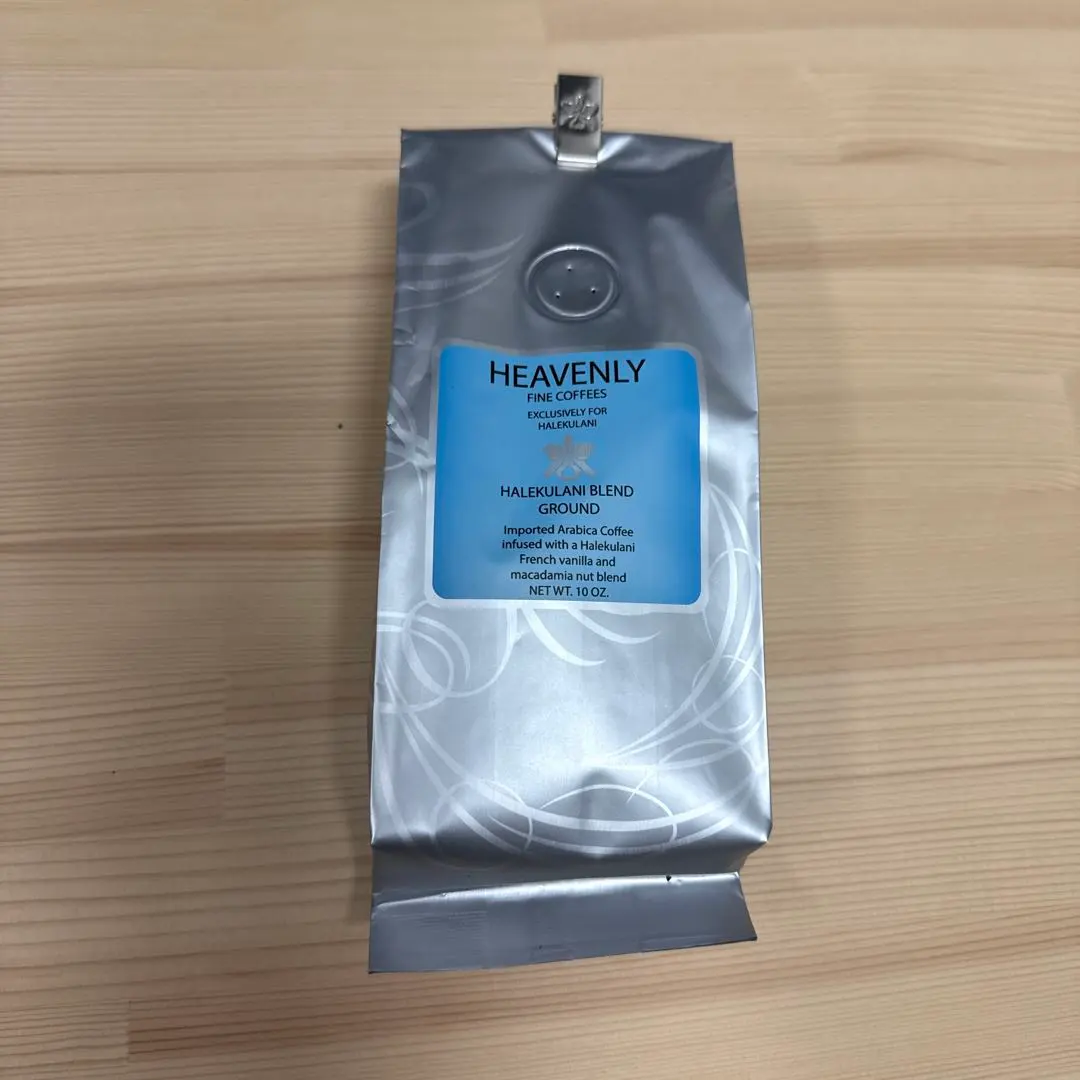 HEAVENLY
FINE COFFEES
EXCLUSIVELY FOR
HALEKULANI
HALEKULANI BLEND
GROUND
Imported Arabica Coffee
infused with a Halekulani
French vanilla and
macadamia nut blend
NET WT. 10 OZ.